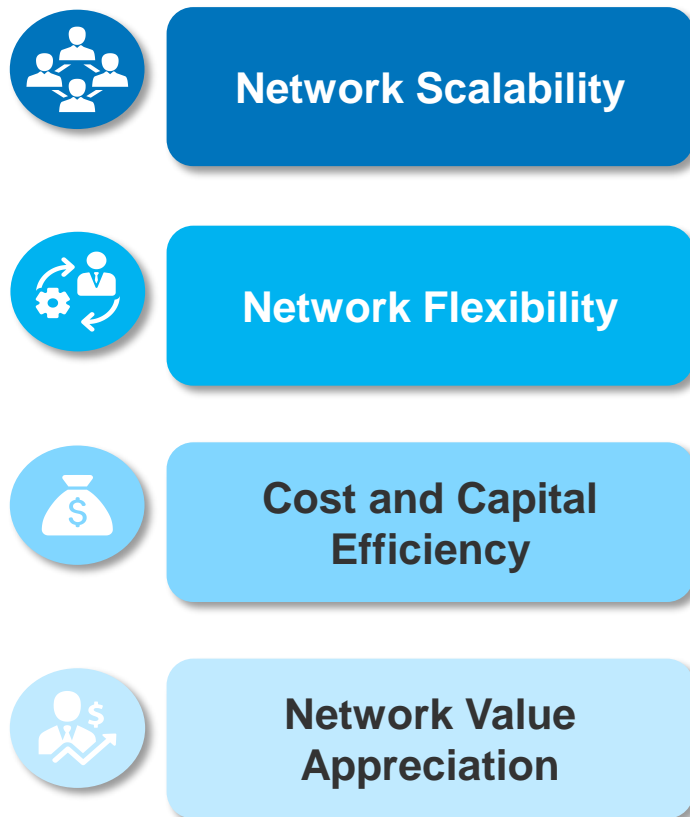 Network Scalability
Network Flexibility
$
Cost and Capital
Efficiency
$
Network Value
Appreciation